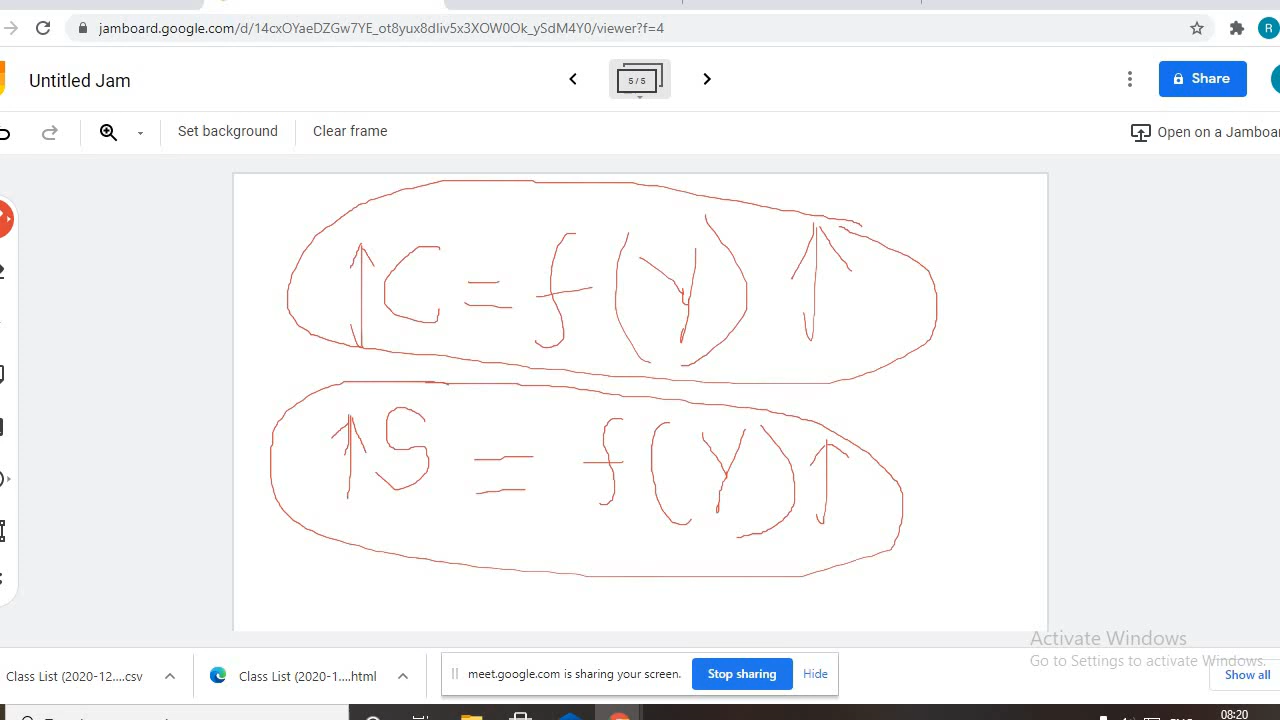 jamboard.google.com/d/14cxOYaeDZGw7YE_ot8yux8dIiv5x3XOW0Ok_ySdM4Y0/viewer?f=4
R
Untitled Jam
5 / 5
Share
Set background
Clear frame
Open on a Jamboar
↑C = f(y) ↑
↑S = f(y)↑
Activate Windows
Go to Settings to activate Windows.
Class List (2020-12....csv
Class List (2020-1....html
meet.google.com is sharing your screen.
Stop sharing
Hide
Show all
08:20